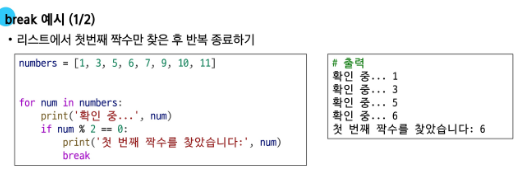 break 예시 (1/2)
• 리스트에서 첫번째 짝수만 찾은 후 반복 종료하기
numbers = [1, 3, 5, 6, 7, 9, 10, 11]
for num in numbers:
    print('확인 중...', num)
    if num % 2 == 0:
        print('첫 번째 짝수를 찾았습니다:', num)
        break
# 출력
확인 중... 1
확인 중... 3
확인 중... 5
확인 중... 6
첫 번째 짝수를 찾았습니다: 6